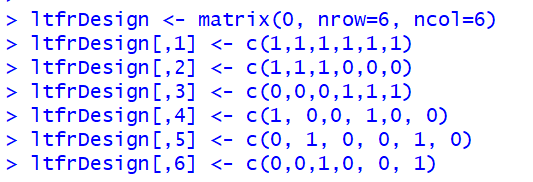 > ltfrDesign <- matrix(0, nrow=6, ncol=6)
> ltfrDesign[,1] <- c(1,1,1,1,1,1)
> ltfrDesign[,2] <- c(1,1,1,0,0,0)
> ltfrDesign[,3] <- c(0,0,0,1,1,1)
> ltfrDesign[,4] <- c(1, 0,0, 1,0, 0)
> ltfrDesign[,5] <- c(0, 1, 0, 0, 1, 0)
> ltfrDesign[,6] <- c(0,0,1,0, 0, 1)